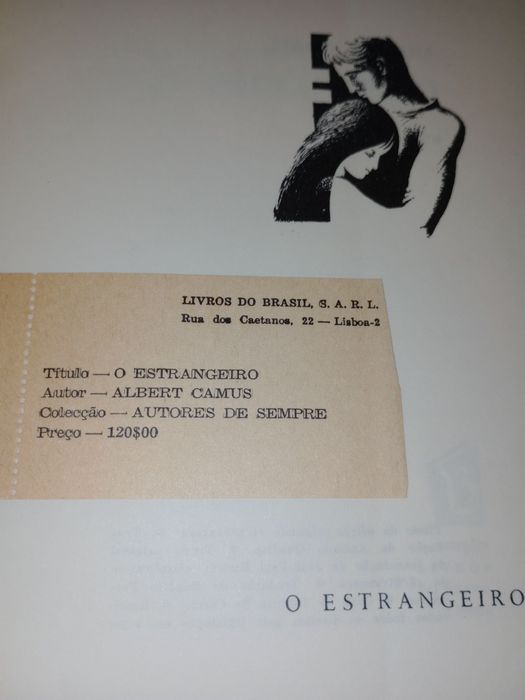 LIVROS DO BRASIL, S. A. R. L.
Rua dos Caetanos, 22 — Lisboa-2
Título — O ESTRANGEIRO
Autor — ALBERT CAMUS
Colecção — AUTORES DE SEMPRE
Preço — 120$00
O ESTRANGEIRO